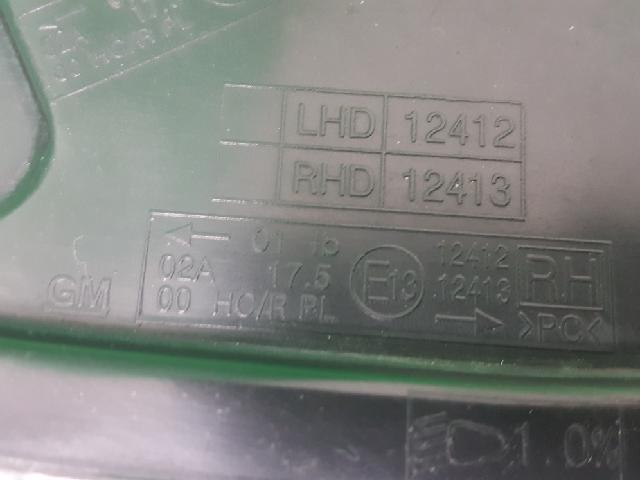 LHD 12412
RHD 12413
01 1b 12412 RH
02A 17.5 E13 12413
GM 00 HC/R PL >PC<
1.0%